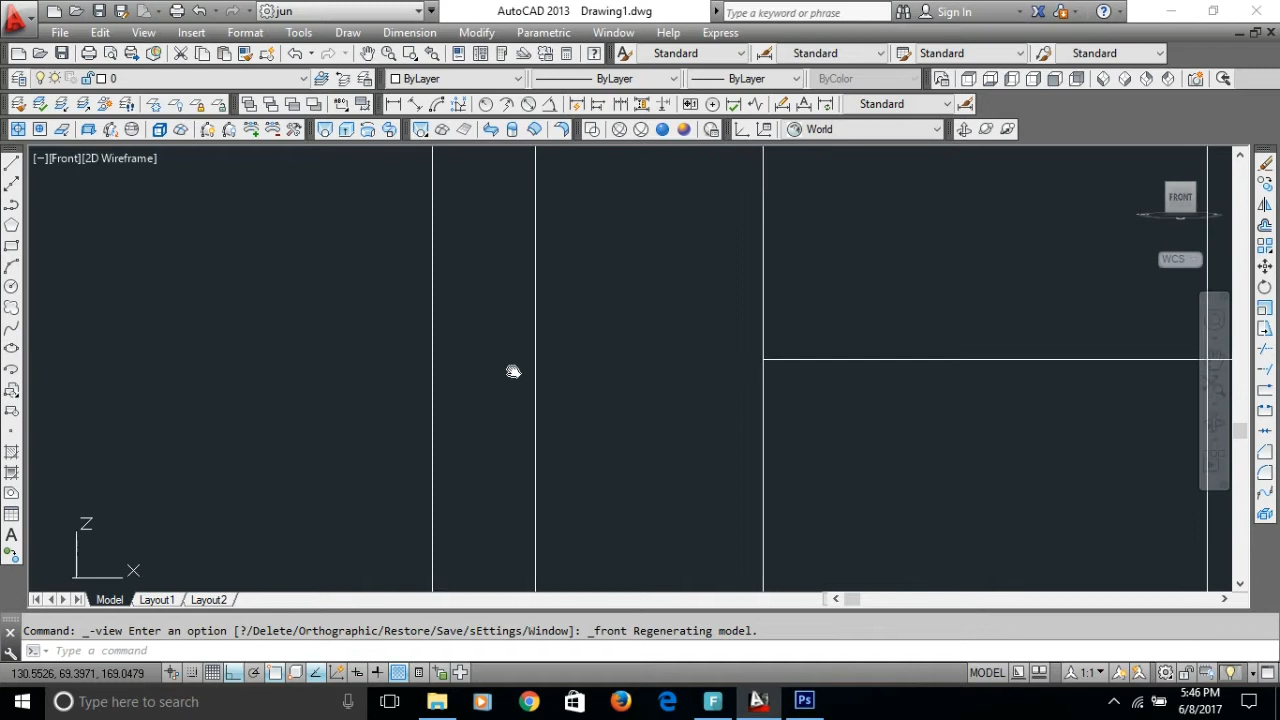 jun
AutoCAD 2013 Drawing1.dwg
Type a keyword or phrase
Sign In
File Edit View Insert Format Tools Draw Dimension Modify Parametric Window Help Express
Standard Standard Standard Standard
0 ByLayer ByLayer ByLayer ByColor
Standard
World
[−][Front][2D Wireframe]
FRONT
WCS
Z
X
A
Model Layout1 Layout2
Command: _-view Enter an option [?/Delete/Orthographic/Restore/Save/sEttings/Window]: _front Regenerating model.
Type a command
130.5526, 69.3971, 169.0479
MODEL
1:1
Type here to search
F
Ps
5:46 PM
6/8/2017